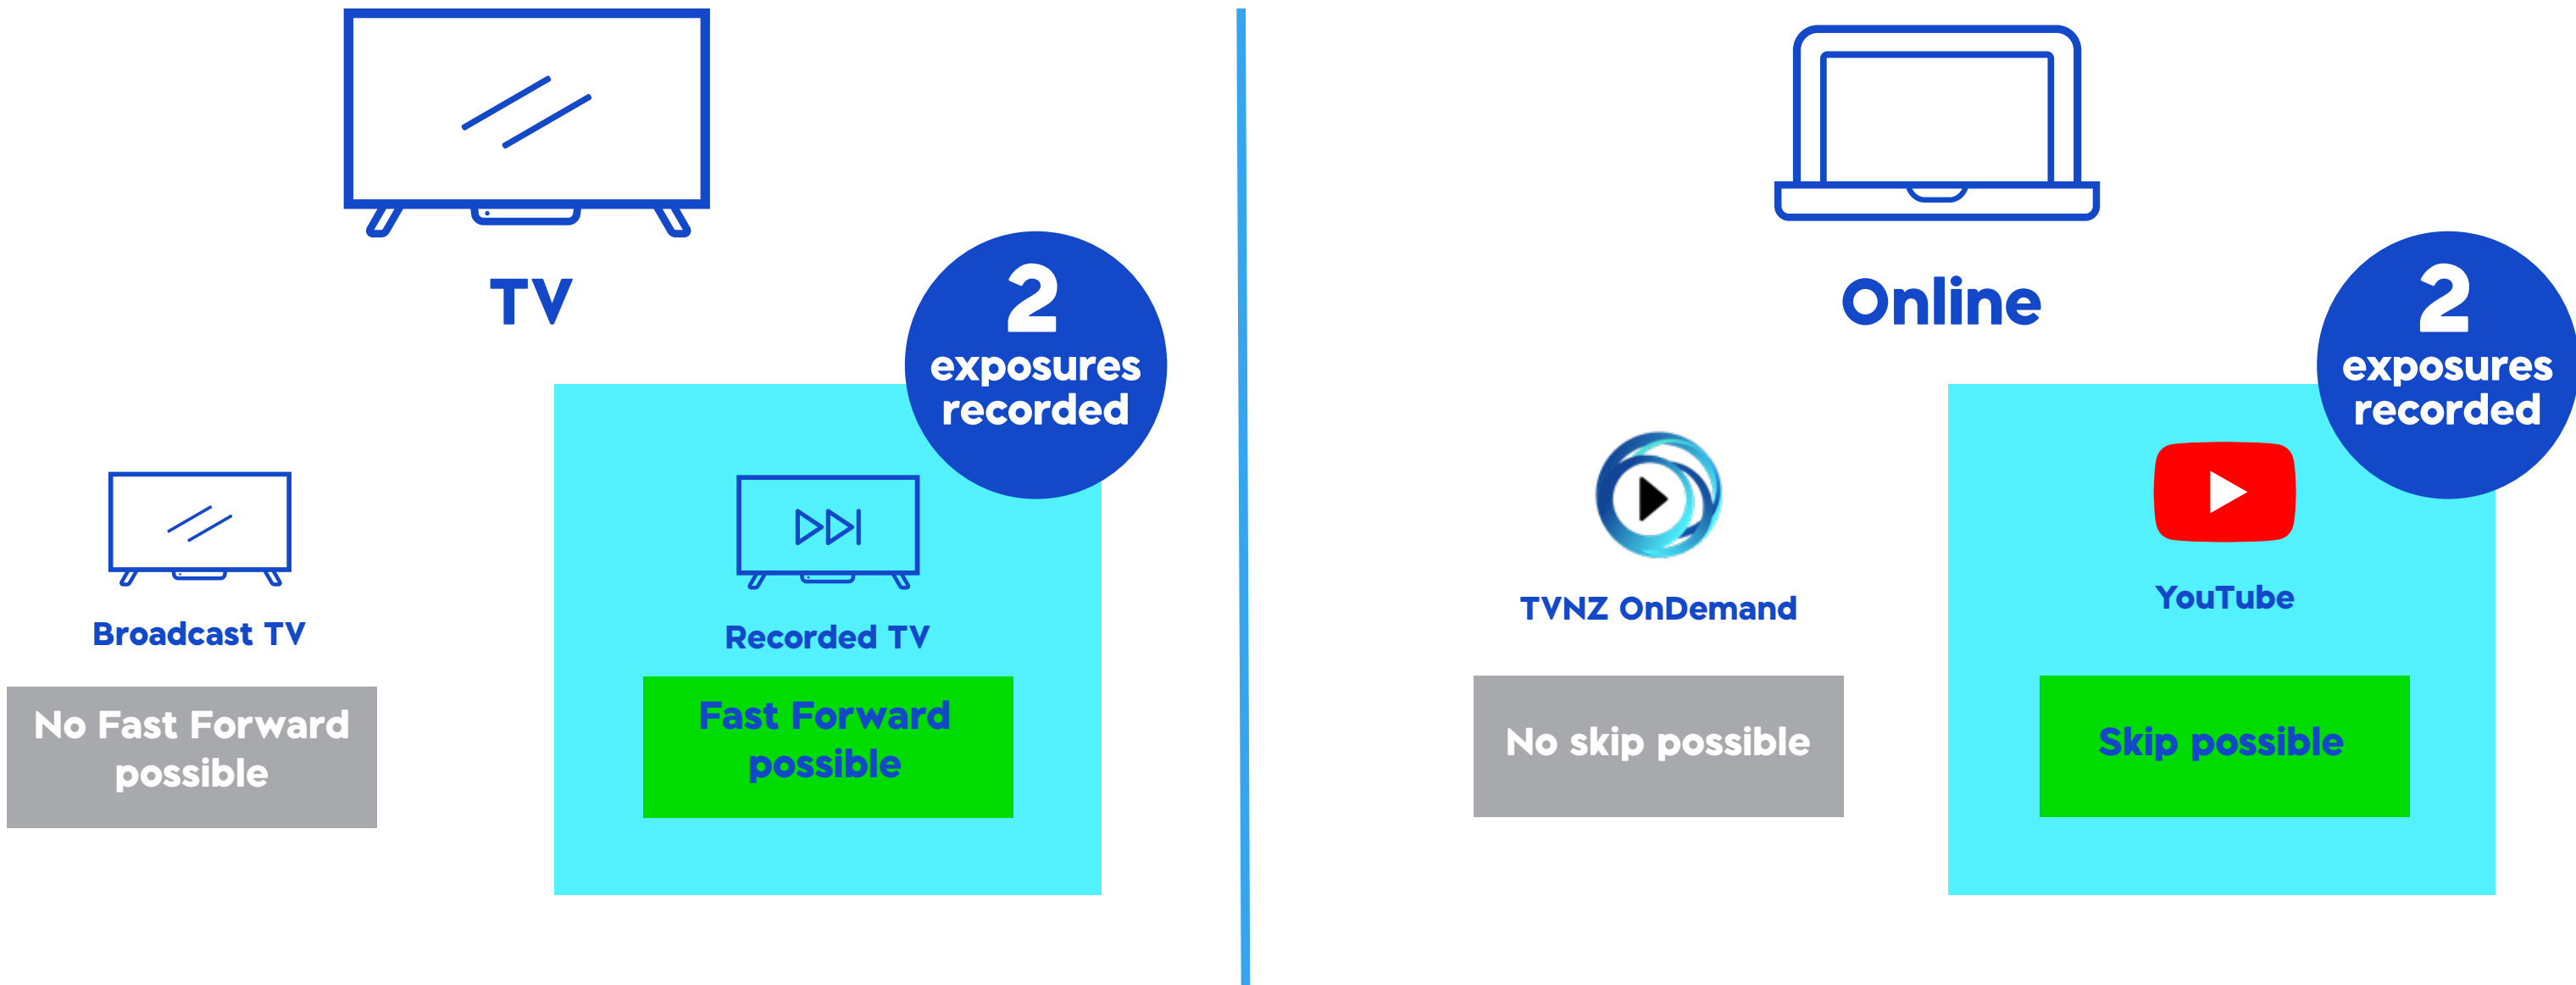 TV
2
exposures
recorded
Broadcast TV
No Fast Forward
possible
Recorded TV
Fast Forward
possible
Online
2
exposures
recorded
TVNZ OnDemand
No skip possible
YouTube
Skip possible